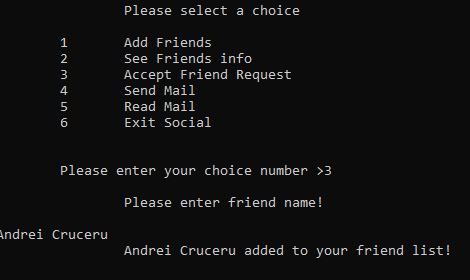 Please select a choice
1 Add Friends
2 See Friends info
3 Accept Friend Request
4 Send Mail
5 Read Mail
6 Exit Social
Please enter your choice number >3
Please enter friend name!
Andrei Cruceru
Andrei Cruceru added to your friend list!